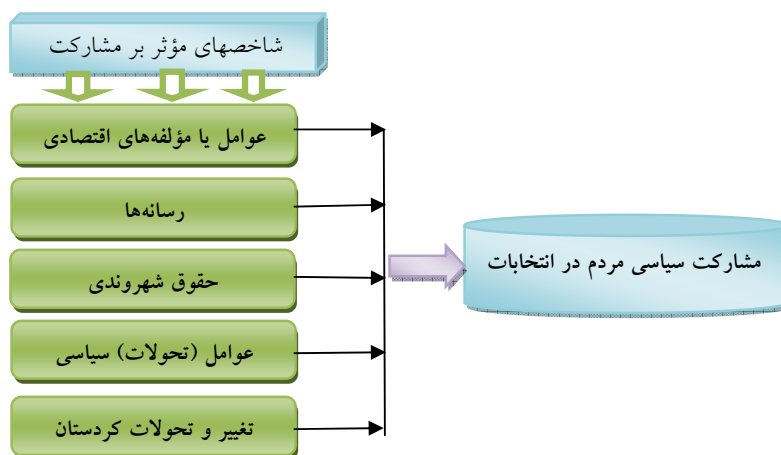 شاخصهای مؤثر بر مشارکت
عوامل یا مؤلفه‌های اقتصادی
رسانه‌ها
حقوق شهروندی
مشارکت سیاسی مردم در انتخابات
عوامل (تحولات) سیاسی
تغییر و تحولات کردستان